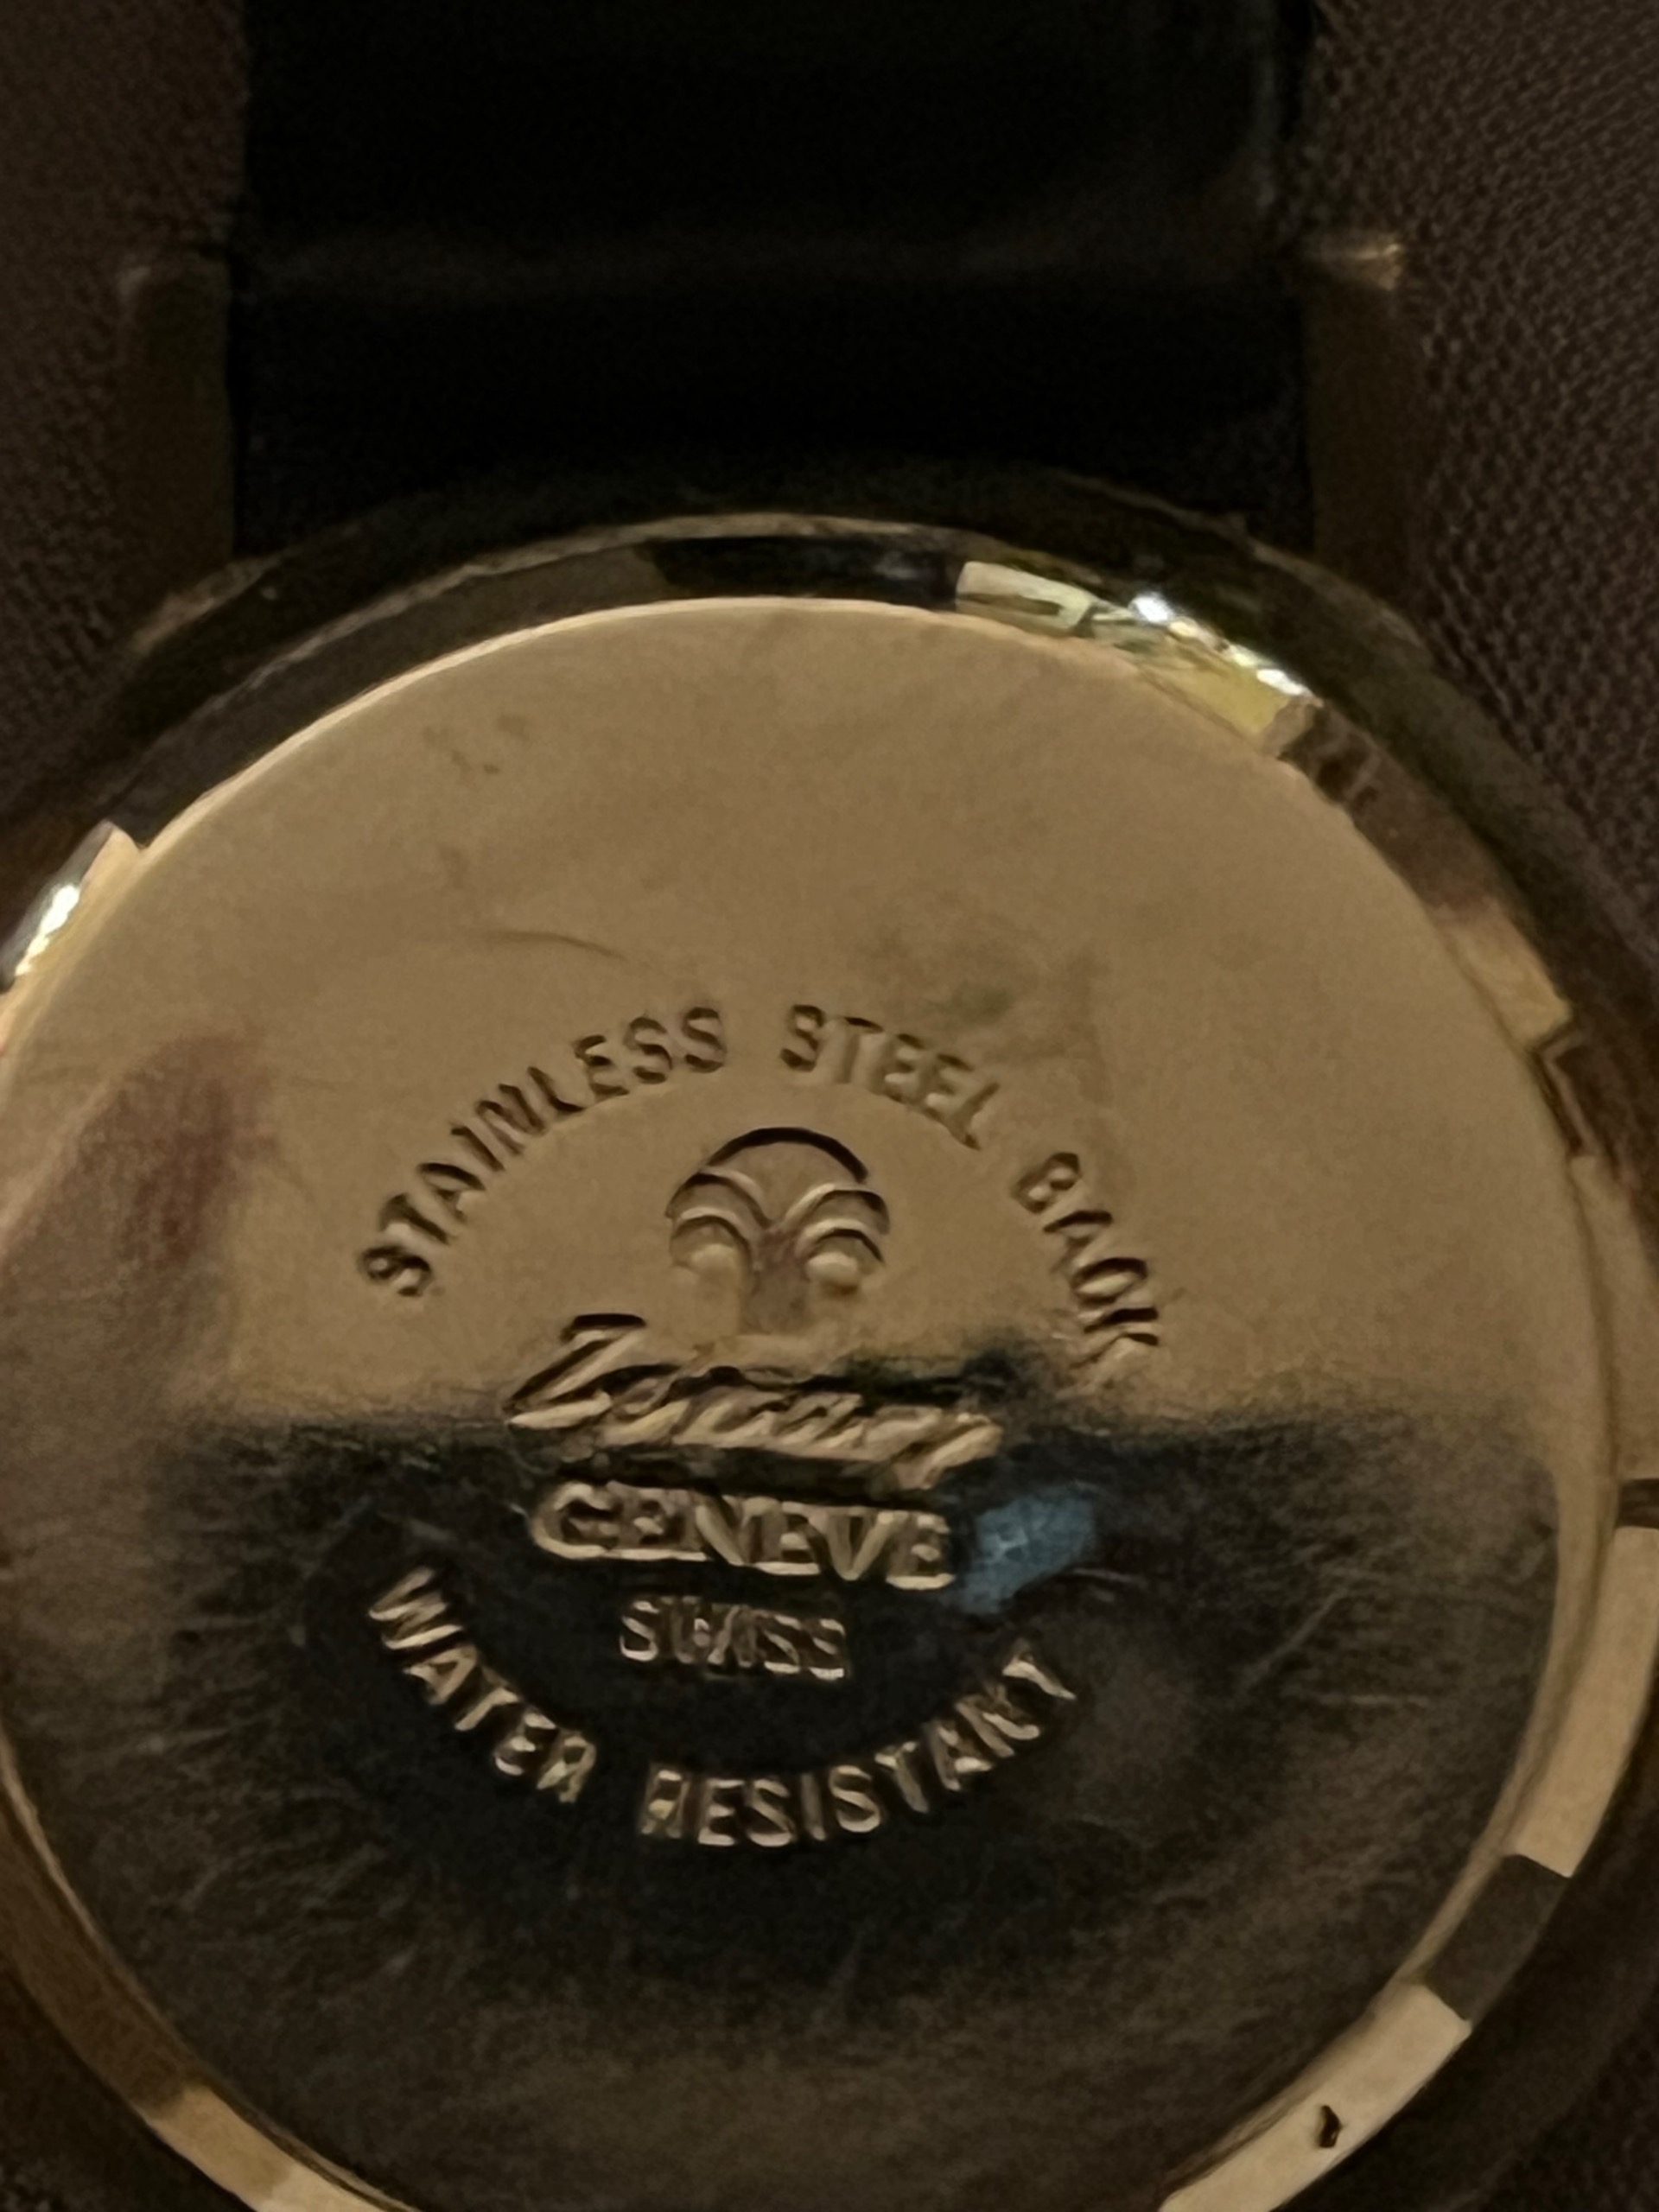 STAINLESS STEEL BACK
GENEVE
SWISS
WATER RESISTANT